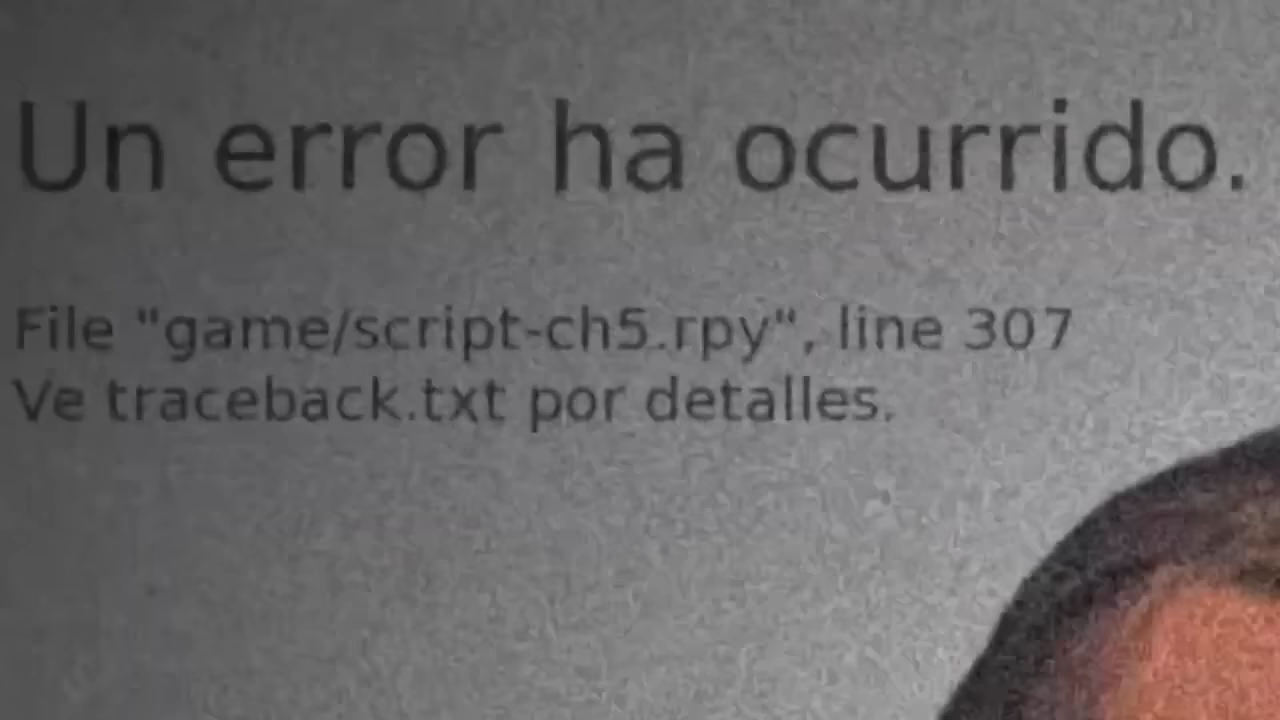 Un error ha ocurrido.
File "game/script-ch5.rpy", line 307
Ve traceback.txt por detalles.